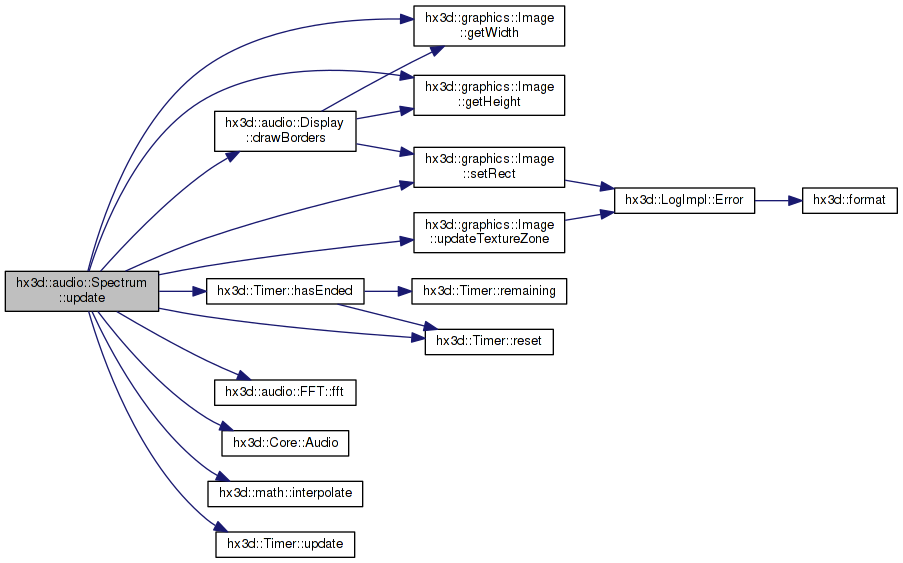 hx3d::graphics::Image
::getWidth
hx3d::graphics::Image
::getHeight
hx3d::audio::Display
::drawBorders
hx3d::graphics::Image
::setRect
hx3d::LogImpl::Error
hx3d::format
hx3d::graphics::Image
::updateTextureZone
hx3d::audio::Spectrum
::update
hx3d::Timer::hasEnded
hx3d::Timer::remaining
hx3d::Timer::reset
hx3d::audio::FFT::fft
hx3d::Core::Audio
hx3d::math::interpolate
hx3d::Timer::update